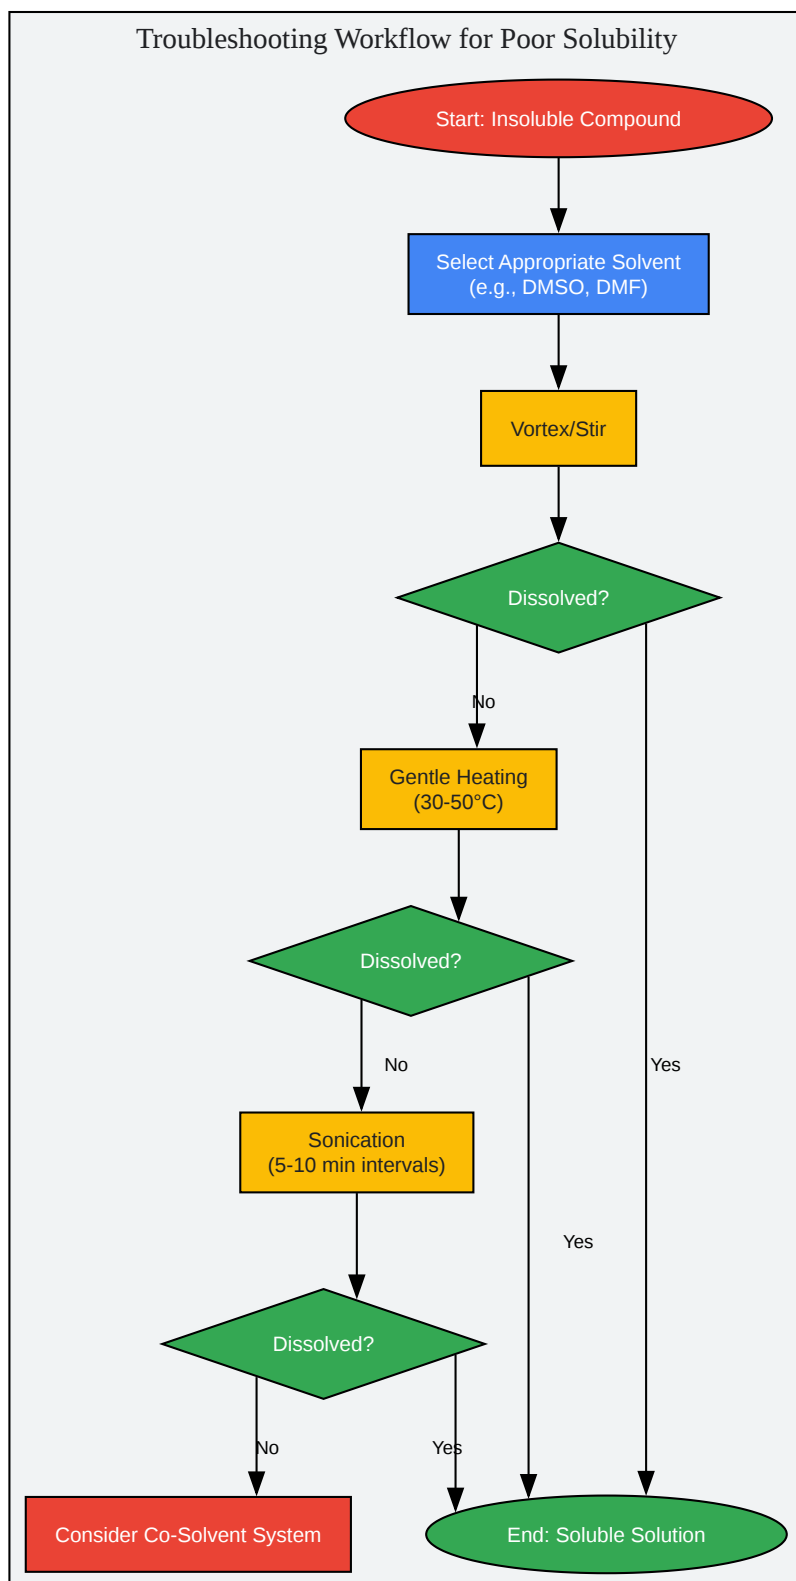 Troubleshooting Workflow for Poor Solubility
Start: Insoluble Compound
Select Appropriate Solvent
(e.g., DMSO, DMF)
Vortex/Stir
Dissolved?
No
Gentle Heating
(30-50°C)
Dissolved?
No
Yes
Sonication
(5-10 min intervals)
Yes
Dissolved?
No
Yes
Consider Co-Solvent System
End: Soluble Solution